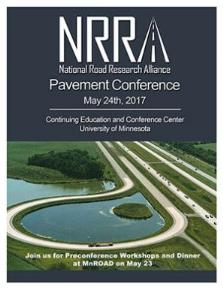 NRRA
National Road Research Alliance
Pavement Conference
May 24th, 2017
Continuing Education and Conference Center
University of Minnesota
Join us for Preconference Workshops and Dinner
at MnROAD on May 23